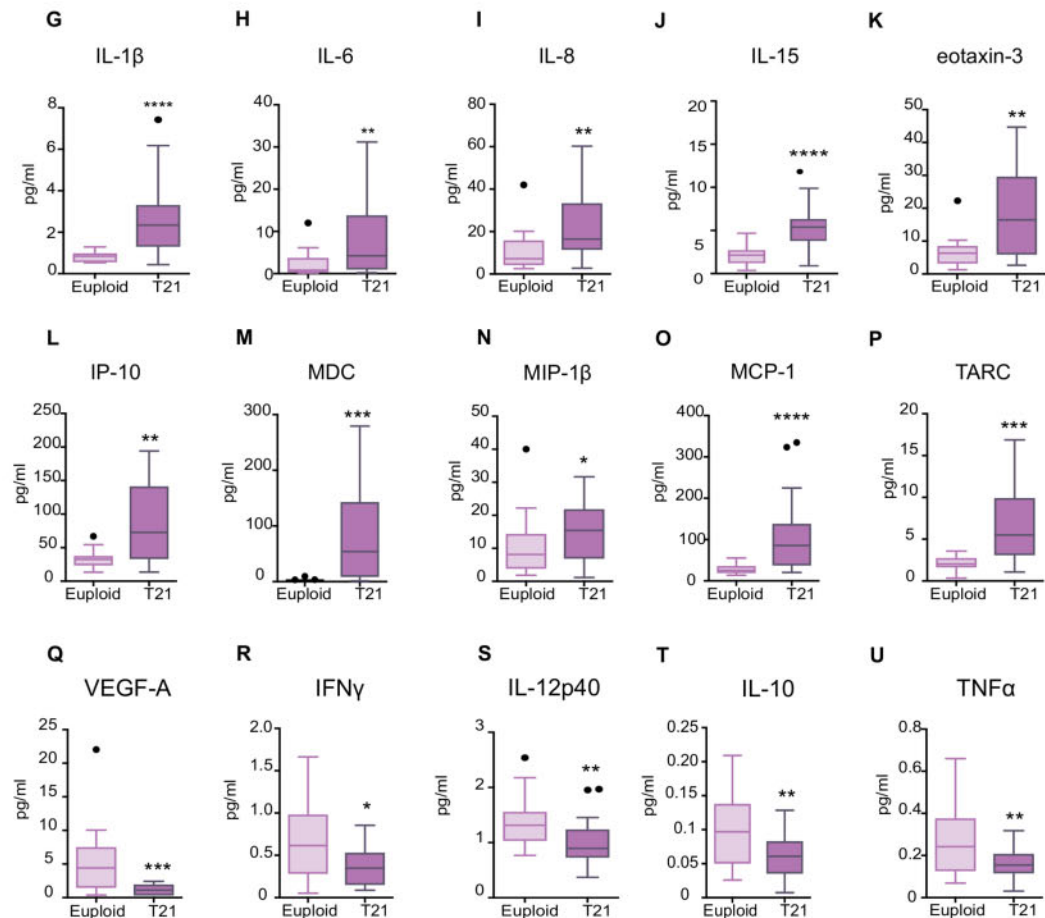 G H I J K
IL-1β IL-6 IL-8 IL-15 eotaxin-3
8 40 80 20 50
**** ** ** **** **
6 30 60 15 40
pg/ml pg/ml pg/ml pg/ml pg/ml
4 20 40 10 30
2 10 20 5 20
0 0 0 0 10
0
Euploid T21 Euploid T21 Euploid T21 Euploid T21 Euploid T21
L M N O P
IP-10 MDC MIP-1β MCP-1 TARC
250 300 50 400 20
** *** * **** ***
200 200 40 300 15
pg/ml pg/ml pg/ml pg/ml pg/ml
150 100 30 200 10
100 0 20 100 5
50 10 0 0
0 0
Euploid T21 Euploid T21 Euploid T21 Euploid T21 Euploid T21
Q R S T U
VEGF-A IFNγ IL-12p40 IL-10 TNFα
25 2.0 3 0.25 0.8
20 1.5 2 0.20 0.6
pg/ml pg/ml pg/ml pg/ml pg/ml
15 1.0 1 0.15 0.4
10 0.5 0 0.10 0.2
5 0.0 0.05 0.0
0 0.00
*** * ** ** **
Euploid T21 Euploid T21 Euploid T21 Euploid T21 Euploid T21